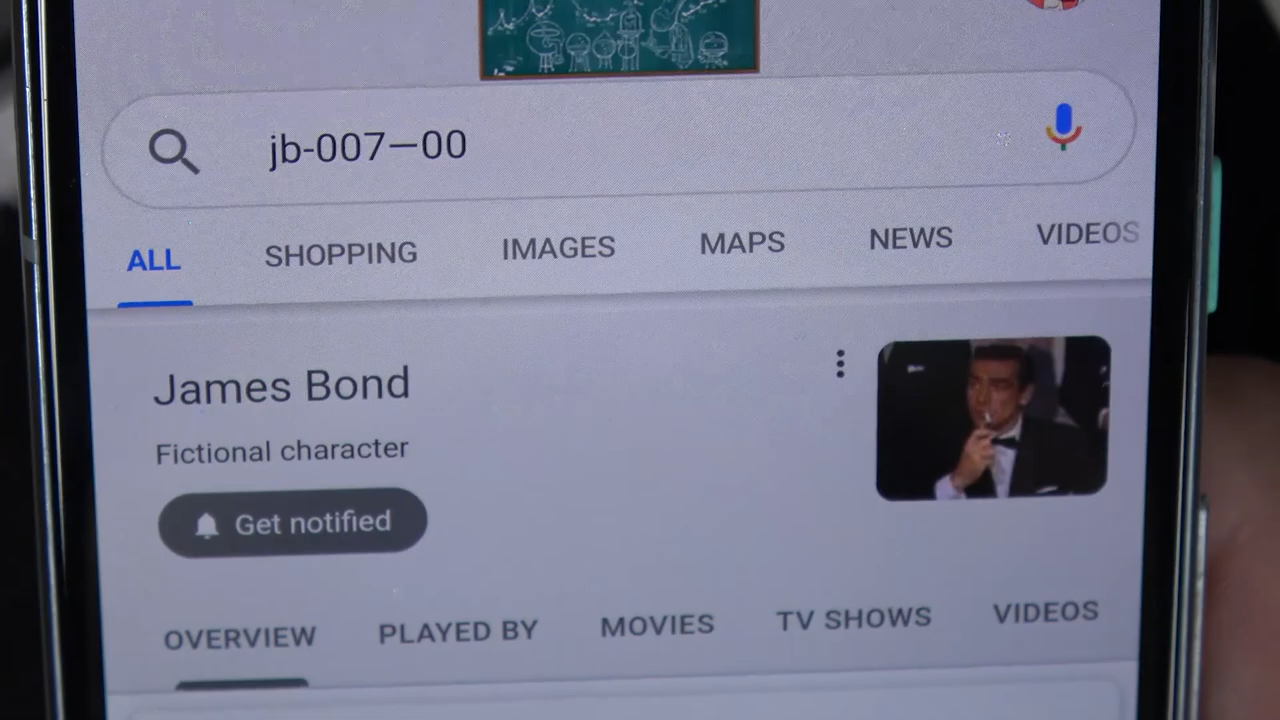 jb-007—00
ALL SHOPPING IMAGES MAPS NEWS VIDEOS
James Bond
Fictional character
Get notified
OVERVIEW PLAYED BY MOVIES TV SHOWS VIDEOS